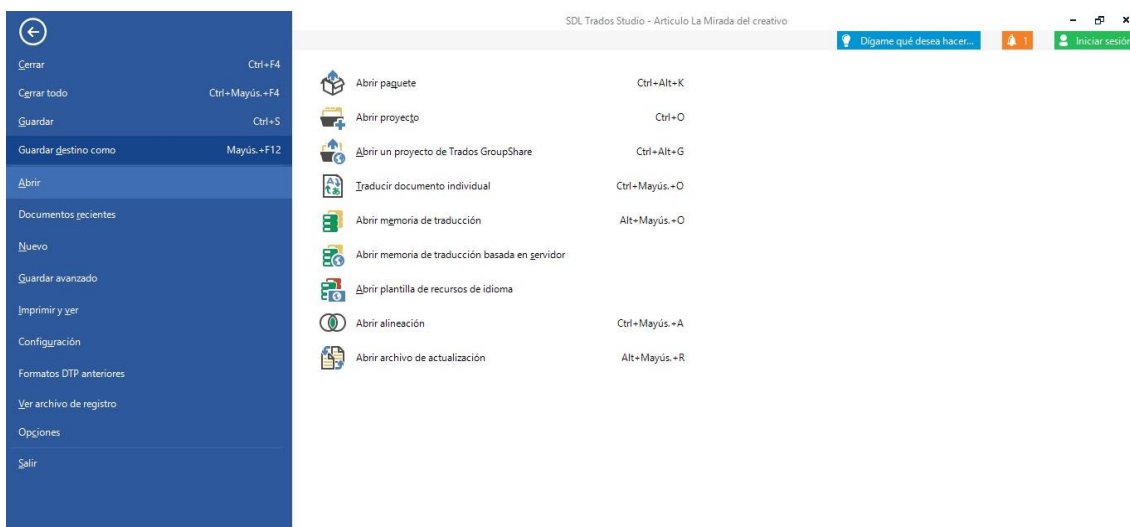 SDL Trados Studio - Articulo La Mirada del creativo
Dígame qué desea hacer...
1
Iniciar sesión
Cerrar Ctrl+F4
Cerrar todo Ctrl+Mayús.+F4
Guardar Ctrl+S
Guardar destino como Mayús.+F12
Abrir
Documentos recientes
Nuevo
Guardar avanzado
Imprimir y ver
Configuración
Formatos DTP anteriores
Ver archivo de registro
Opciones
Salir
Abrir paquete Ctrl+Alt+K
Abrir proyecto Ctrl+O
Abrir un proyecto de Trados GroupShare Ctrl+Alt+G
Traducir documento individual Ctrl+Mayús.+O
Abrir memoria de traducción Alt+Mayús.+O
Abrir memoria de traducción basada en servidor
Abrir plantilla de recursos de idioma
Abrir alineación Ctrl+Mayús.+A
Abrir archivo de actualización Alt+Mayús.+R